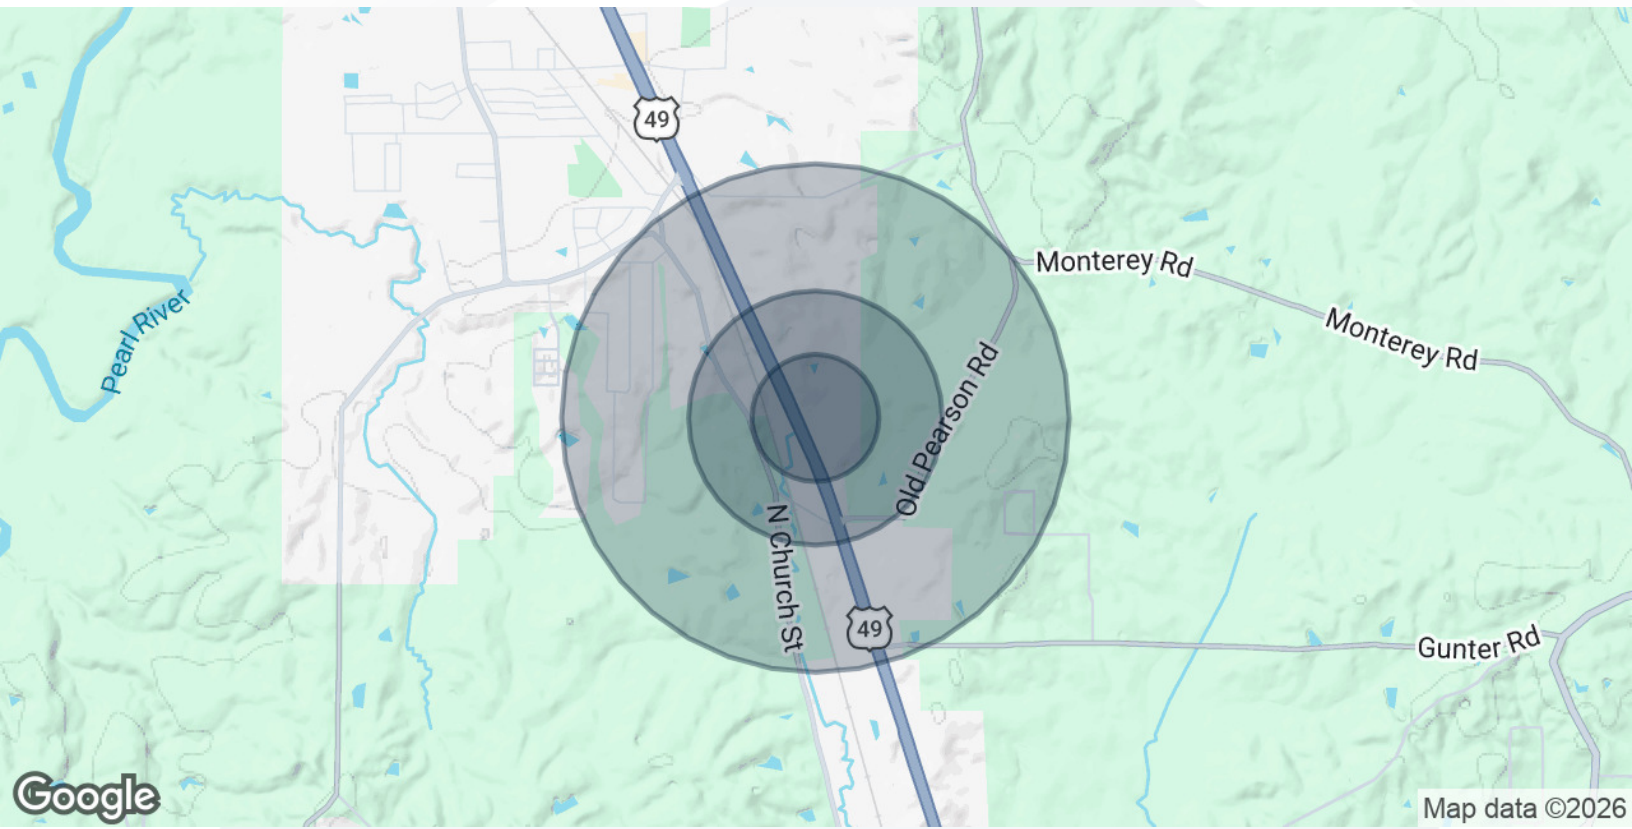 49
Monterey Rd
Monterey Rd
Pearl River
Old Pearson Rd
N Church St
49
Gunter Rd
Google
Map data ©2026